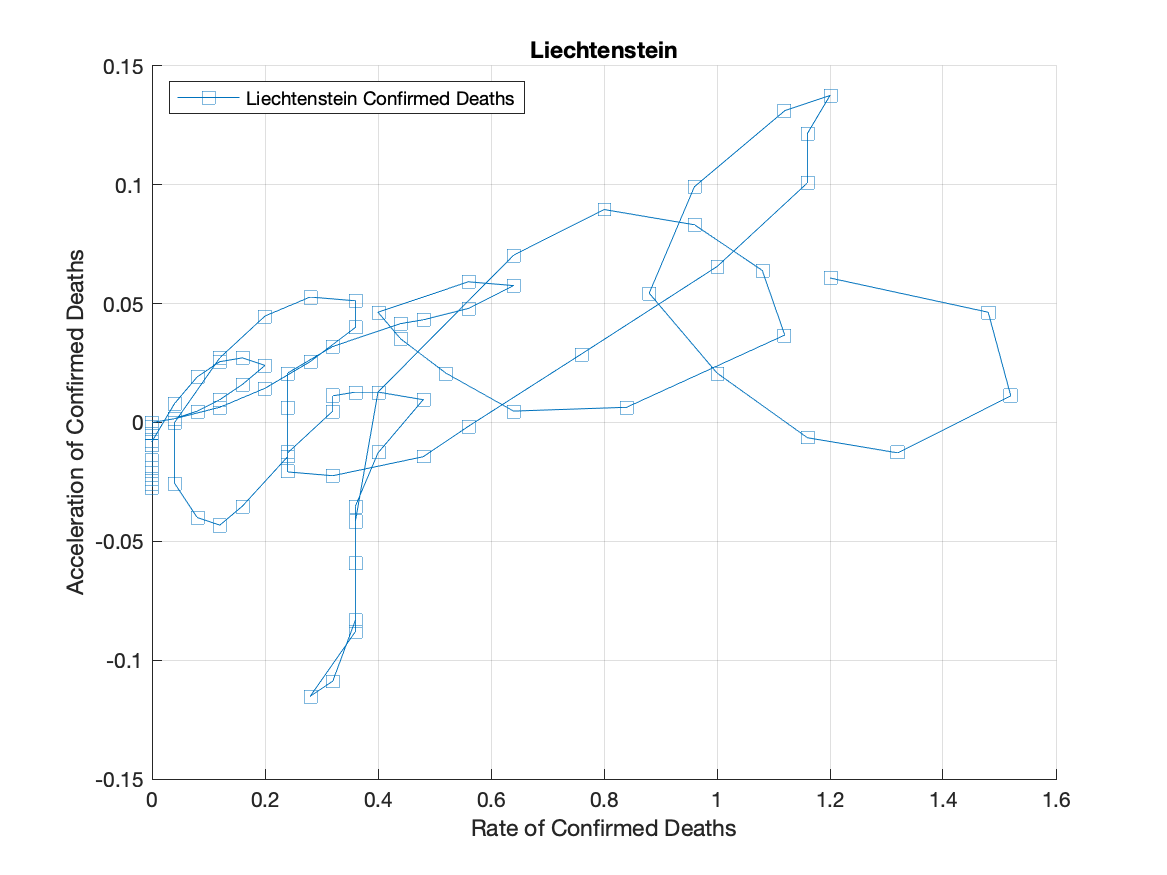 Liechtenstein
Liechtenstein Confirmed Deaths
Acceleration of Confirmed Deaths
0.15
0.1
0.05
0
-0.05
-0.1
-0.15
0 0.2 0.4 0.6 0.8 1 1.2 1.4 1.6
Rate of Confirmed Deaths